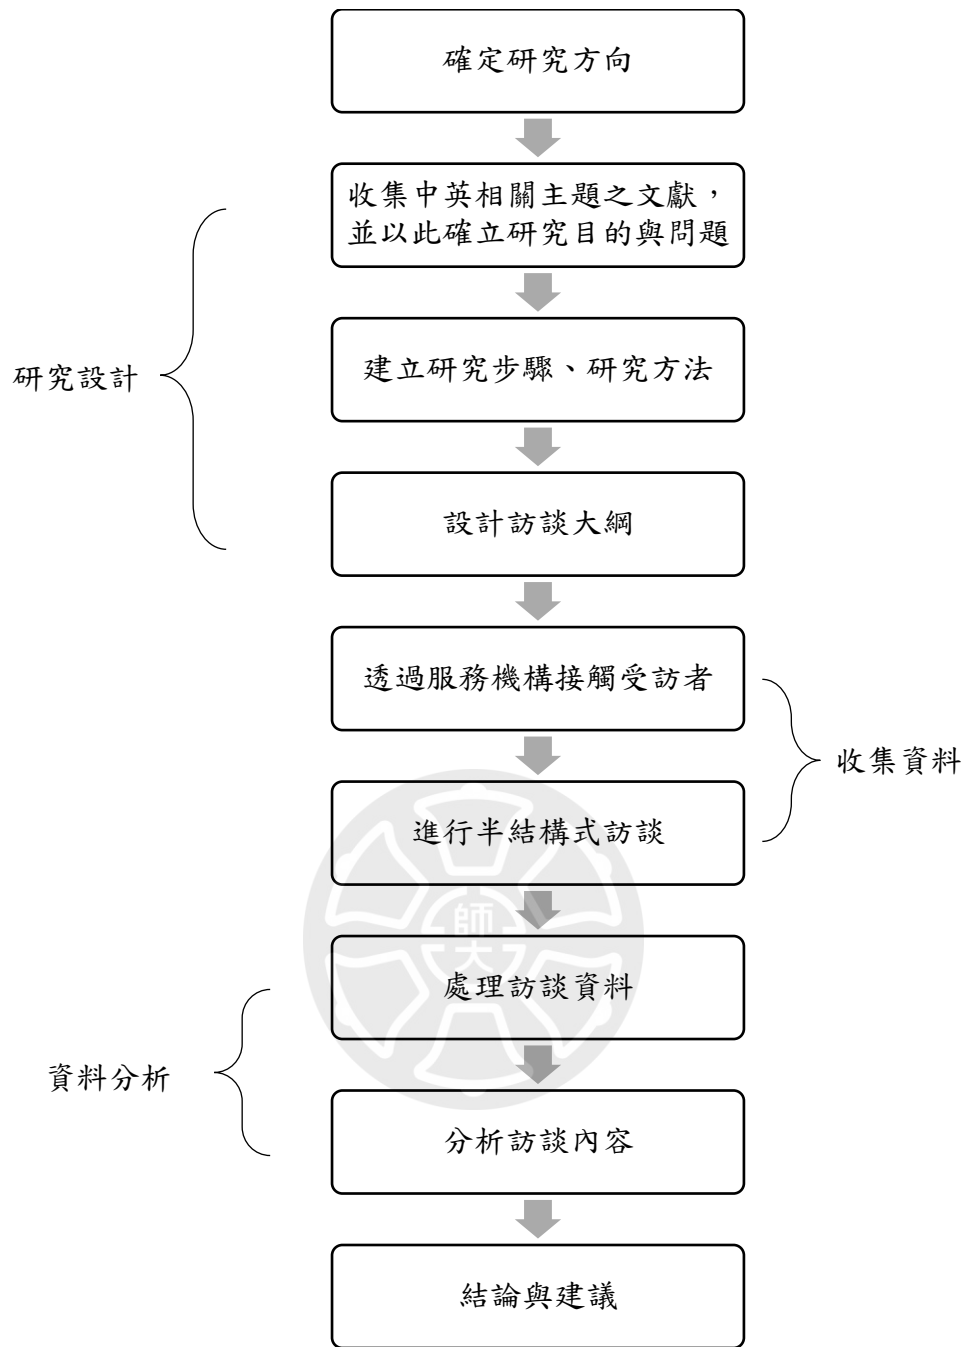 確定研究方向
收集中英相關主題之文獻，
並以此確立研究目的與問題
研究設計
建立研究步驟、研究方法
設計訪談大綱
透過服務機構接觸受訪者
收集資料
進行半結構式訪談
師
大
處理訪談資料
資料分析
分析訪談內容
結論與建議